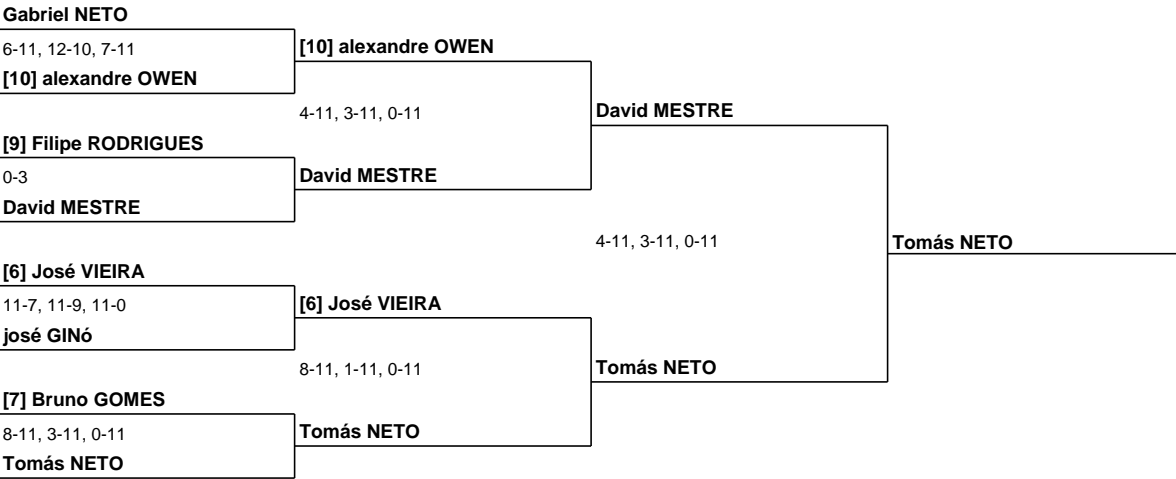 Gabriel NETO
6-11, 12-10, 7-11
[10] alexandre OWEN
[9] Filipe RODRIGUES
0-3
David MESTRE
[6] José VIEIRA
11-7, 11-9, 11-0
josé GINó
[7] Bruno GOMES
8-11, 3-11, 0-11
Tomás NETO
[10] alexandre OWEN
4-11, 3-11, 0-11
David MESTRE
[6] José VIEIRA
8-11, 1-11, 0-11
Tomás NETO
David MESTRE
4-11, 3-11, 0-11
Tomás NETO
Tomás NETO